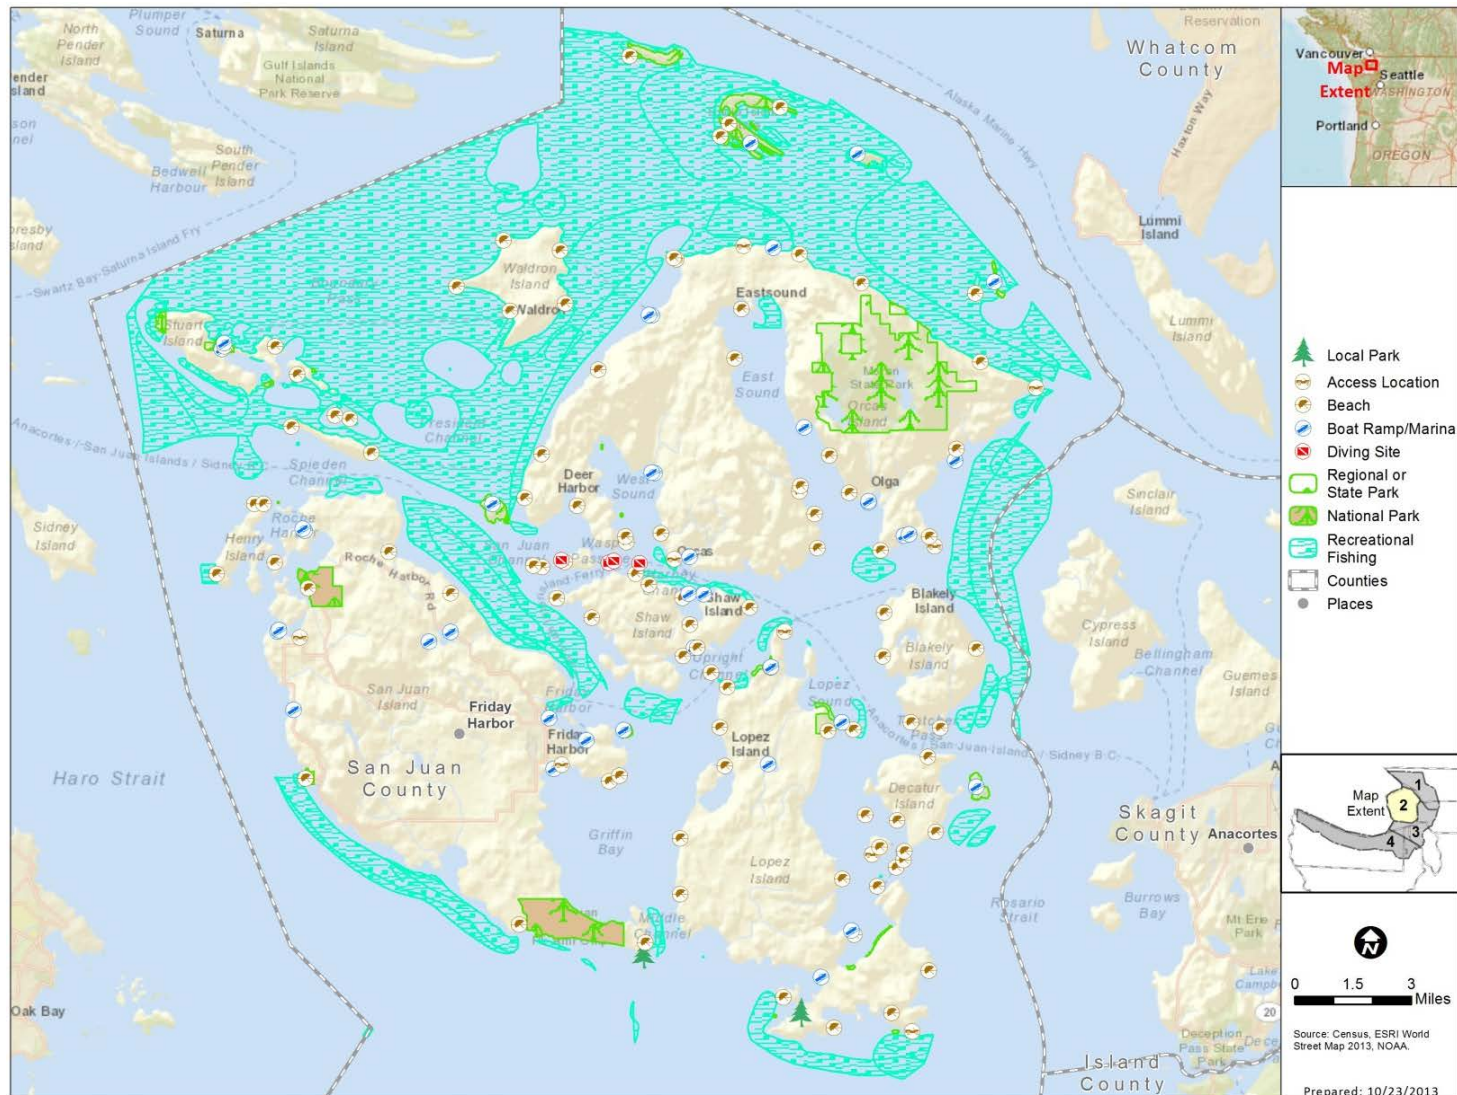 Plumper
Sound
North
Pender
Island
Saturna
Saturna
Island
Gulf Islands
National
Park Reserve
Reservation
Whatcom
County
South
Pender
Island
Bedwell
Harbour
Alaska Marine Hwy
Haxton Way
Lummi
Island
Lummi
Island
Swartz Bay-Saturna Island Fry
Waldron
Island
Waldro
Eastsound
Stuart
Island
East
Sound
State Park
Orcas
Island
Anacortes / San Juan Islands / Sidney B.C.
Spieden
Channel
Deer
Harbor
West
Sound
Olga
Sinclair
Island
Sidney
Island
Roche
Harbor
Henry
Island
Roche Harbor Rd
San Juan
Orcas
Shaw
Island
Shaw
Island
Blakely
Island
Blakely
Island
Cypress
Island
Bellingham
Channel
Guemes
Island
Upright
Channel
San Juan
Island
Friday
Harbor
Friday
Harbor
Friday
Harbor
Lopez
Sound
Lopez
Island
Thatcher
Pass
Anacortes / San Juan Island / Sidney B.C.
Haro Strait
San Juan
County
Decatur
Island
Skagit
County
Anacortes
Griffin
Bay
Lopez
Island
Rosario
Strait
Burrows
Bay
Mt Erie
Park
Middle
Channel
Oak Bay
Lake
Deception
Pass State
Park
20
Island
County
Vancouver
Map
Extent
Seattle
WASHINGTON
Portland
OREGON
Local Park
Access Location
Beach
Boat Ramp/Marina
Diving Site
Regional or
State Park
National Park
Recreational
Fishing
Counties
Places
Map
Extent
1
2
3
4
N
0 1.5 3
Miles
Source: Census, ESRI World
Street Map 2013, NOAA.
Prepared: 10/23/2013